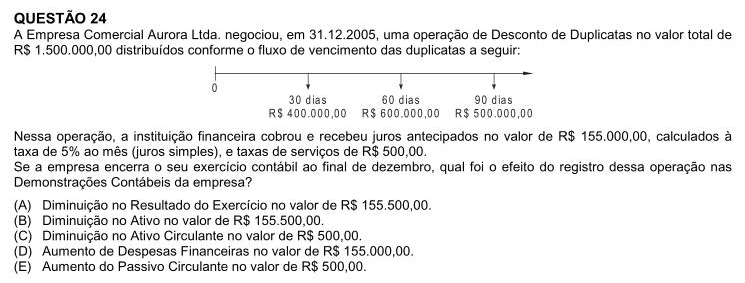 QUESTÃO 24
A Empresa Comercial Aurora Ltda. negociou, em 31.12.2005, uma operação de Desconto de Duplicatas no valor total de
R$ 1.500.000,00 distribuídos conforme o fluxo de vencimento das duplicatas a seguir:
0
30 dias 60 dias 90 dias
R$ 400.000,00 R$ 600.000,00 R$ 500.000,00
Nessa operação, a instituição financeira cobrou e recebeu juros antecipados no valor de R$ 155.000,00, calculados à
taxa de 5% ao mês (juros simples), e taxas de serviços de R$ 500,00.
Se a empresa encerra o seu exercício contábil ao final de dezembro, qual foi o efeito do registro dessa operação nas
Demonstrações Contábeis da empresa?
(A) Diminuição no Resultado do Exercício no valor de R$ 155.500,00.
(B) Diminuição no Ativo no valor de R$ 155.500,00.
(C) Diminuição no Ativo Circulante no valor de R$ 500,00.
(D) Aumento de Despesas Financeiras no valor de R$ 155.000,00.
(E) Aumento do Passivo Circulante no valor de R$ 500,00.